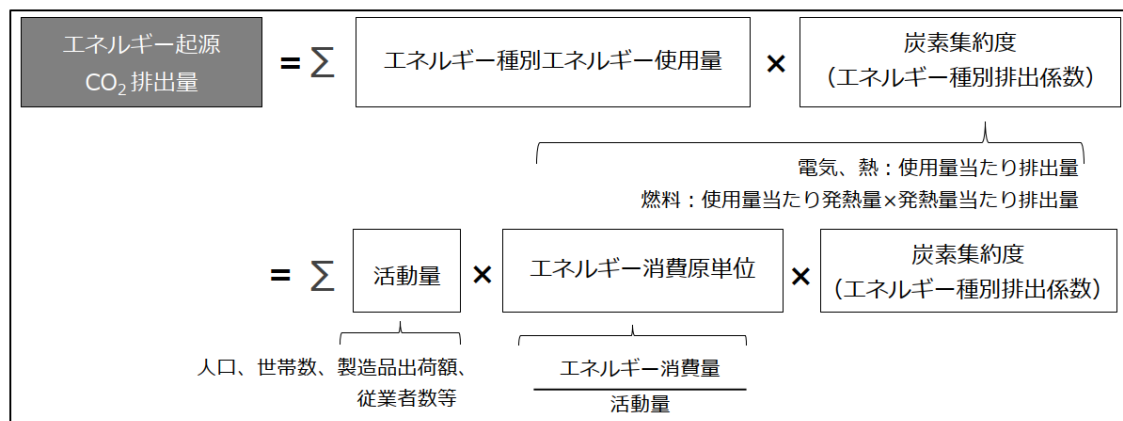 エネルギー起源
CO₂排出量
= ∑ エネルギー種別エネルギー使用量 × 炭素集約度
(エネルギー種別排出係数)
電気、熱：使用量当たり排出量
燃料：使用量当たり発熱量×発熱量当たり排出量
= ∑ 活動量 × エネルギー消費原単位 × 炭素集約度
(エネルギー種別排出係数)
人口、世帯数、製造品出荷額、
従業者数等
エネルギー消費量
活動量